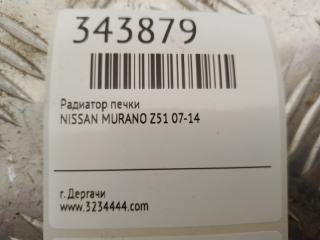 343879
Радиатор печки
NISSAN MURANO Z51 07-14
г. Дергачи
www.3234444.com